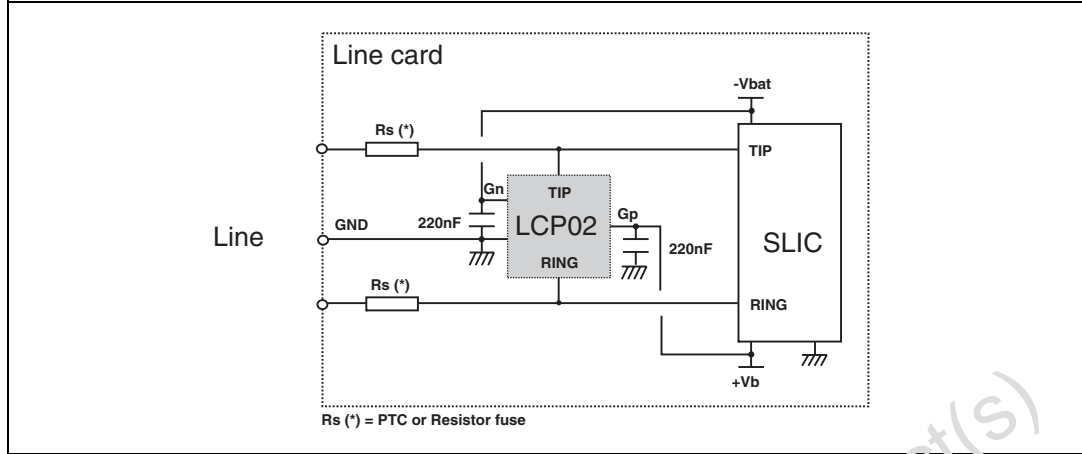 Line card
-Vbat
Rs (*)
TIP
Gn
TIP
Gp
220nF
GND
LCP02
220nF
SLIC
Line
RING
Rs (*)
RING
+Vb
Rs (*) = PTC or Resistor fuse